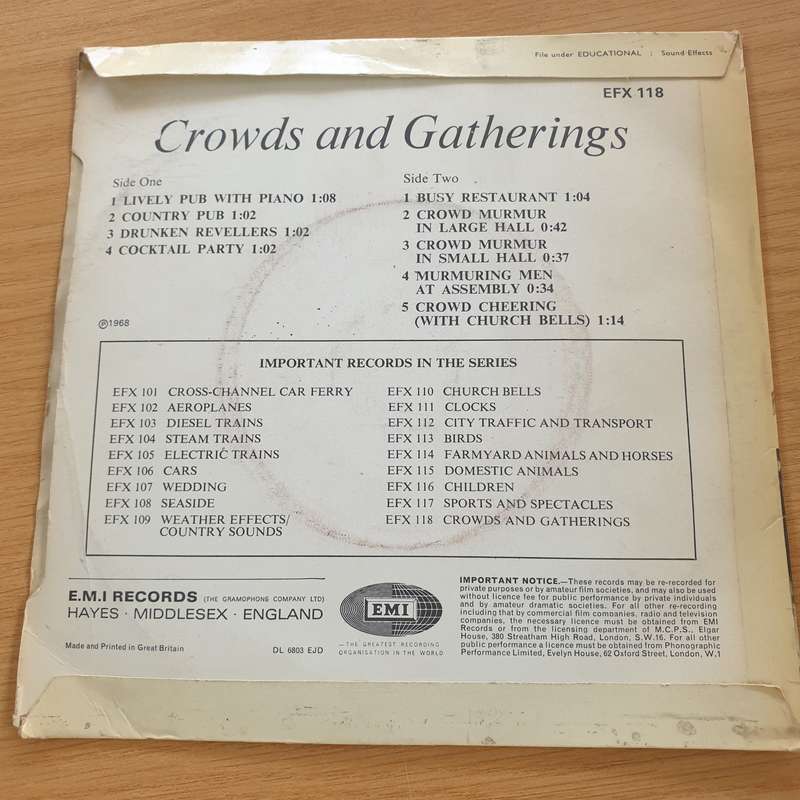 File under EDUCATIONAL : Sound Effects
EFX 118
Crowds and Gatherings
Side One
1 LIVELY PUB WITH PIANO 1:08
2 COUNTRY PUB 1:02
3 DRUNKEN REVELLERS 1:02
4 COCKTAIL PARTY 1:02
Side Two
1 BUSY RESTAURANT 1:04
2 CROWD MURMUR
IN LARGE HALL 0:42
3 CROWD MURMUR
IN SMALL HALL 0:37
4 MURMURING MEN
AT ASSEMBLY 0:34
5 CROWD CHEERING
(WITH CHURCH BELLS) 1:14
℗1968
IMPORTANT RECORDS IN THE SERIES
EFX 101 CROSS-CHANNEL CAR FERRY
EFX 102 AEROPLANES
EFX 103 DIESEL TRAINS
EFX 104 STEAM TRAINS
EFX 105 ELECTRIC TRAINS
EFX 106 CARS
EFX 107 WEDDING
EFX 108 SEASIDE
EFX 109 WEATHER EFFECTS/
COUNTRY SOUNDS
EFX 110 CHURCH BELLS
EFX 111 CLOCKS
EFX 112 CITY TRAFFIC AND TRANSPORT
EFX 113 BIRDS
EFX 114 FARMYARD ANIMALS AND HORSES
EFX 115 DOMESTIC ANIMALS
EFX 116 CHILDREN
EFX 117 SPORTS AND SPECTACLES
EFX 118 CROWDS AND GATHERINGS
E.M.I RECORDS (THE GRAMOPHONE COMPANY LTD)
HAYES · MIDDLESEX · ENGLAND
Made and Printed in Great Britain
DL 6803 EJD
EMI
—THE GREATEST RECORDING
ORGANISATION IN THE WORLD
IMPORTANT NOTICE.—These records may be re-recorded for
private purposes or by amateur film societies, and may also be used
without licence fee for public performance by private individuals
and by amateur dramatic societies. For all other re-recording
including that by commercial film companies, radio and television
companies, the necessary licence must be obtained from EMI
Records or from the licensing department of M.C.P.S., Elgar
House, 380 Streatham High Road, London, S.W.16. For all other
public performance a licence must be obtained from Phonographic
Performance Limited, Evelyn House, 62 Oxford Street, London, W.1